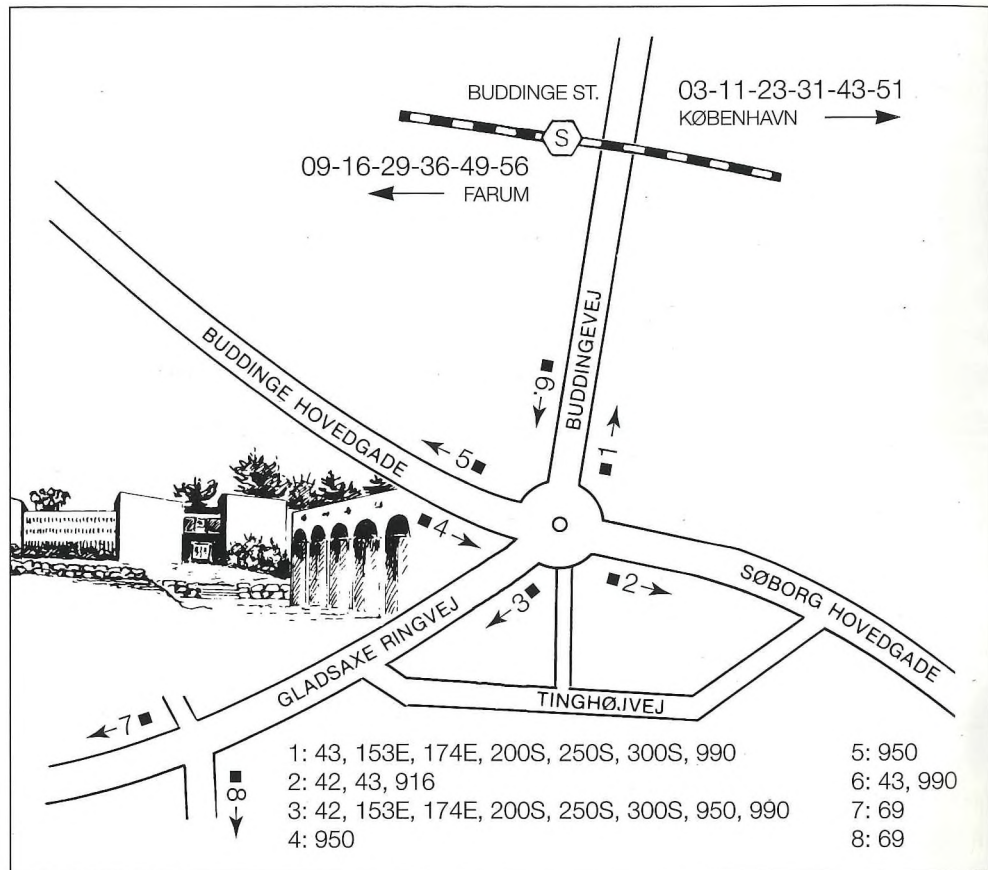 BUDDINGE ST.
03-11-23-31-43-51
KØBENHAVN
S
09-16-29-36-49-56
FARUM
BUDDINGE HOVEDGADE
BUDDINGEVEJ
6
1
5
4
3
2
SØBORG HOVEDGADE
GLADSAXE RINGVEJ
TINGHØJVEJ
7
8
1: 43, 153E, 174E, 200S, 250S, 300S, 990
2: 42, 43, 916
3: 42, 153E, 174E, 200S, 250S, 300S, 950, 990
4: 950
5: 950
6: 43, 990
7: 69
8: 69